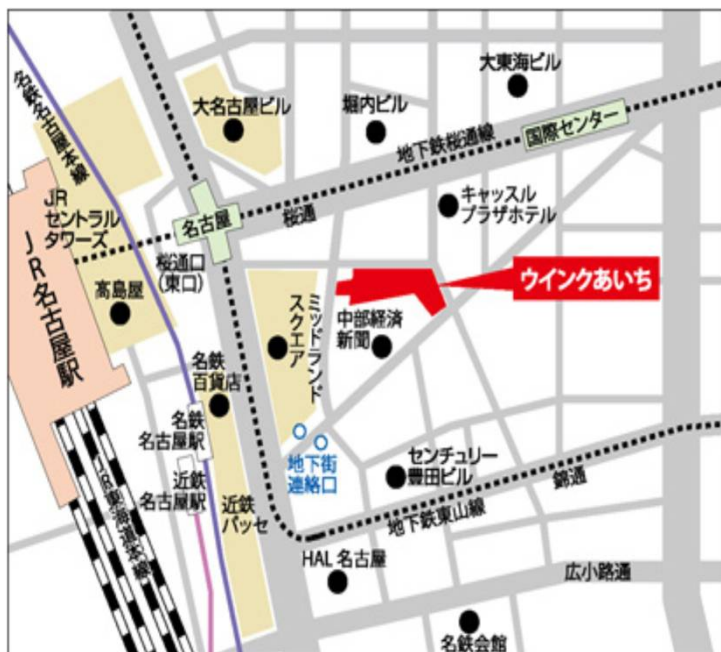 名鉄名古屋本線
JR
セントラル
タワーズ
JR名古屋駅
高島屋
大名古屋ビル
堀内ビル
大東海ビル
地下鉄桜通線
国際センター
名古屋
桜通
キャッスル
プラザホテル
桜通口
(東口)
ミッドランド
スクエア
ウインクあいち
中部経済
新聞
名鉄
百貨店
名鉄
名古屋駅
近鉄
名古屋駅
近鉄
パッセ
地下街
連絡口
センチュリー
豊田ビル
錦通
地下鉄東山線
JR東海道本線
HAL 名古屋
広小路通
名鉄会館